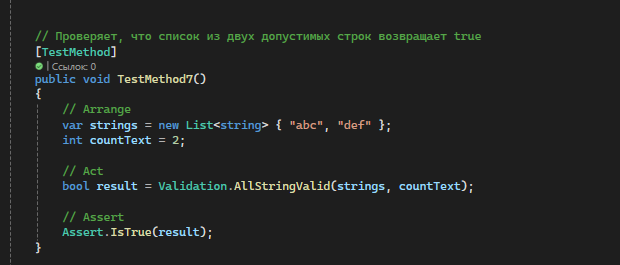 // Проверяет, что список из двух допустимых строк возвращает true
[TestMethod]
| Ссылок: 0
public void TestMethod7()
{
// Arrange
var strings = new List<string> { "abc", "def" };
int countText = 2;
// Act
bool result = Validation.AllStringValid(strings, countText);
// Assert
Assert.IsTrue(result);
}